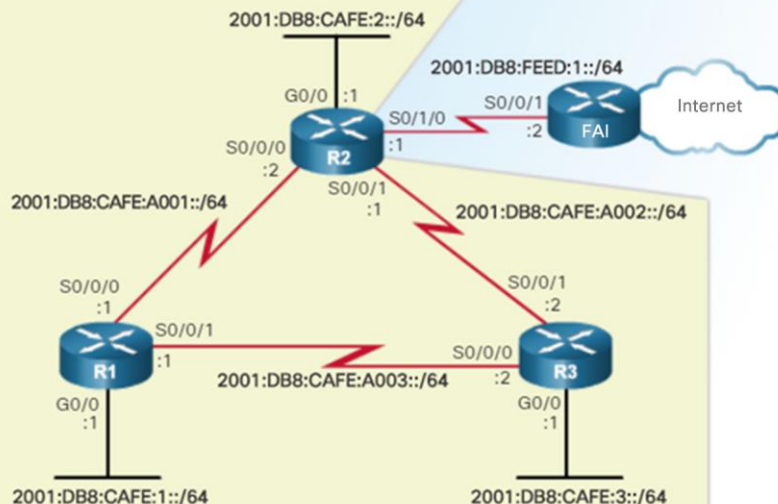 2001:DB8:CAFE:2::/64
2001:DB8:FEED:1::/64
G0/0 :1
S0/1/0
S0/0/1
Internet
:1
:2
FAI
S0/0/0
:2
R2
S0/0/1
:1
2001:DB8:CAFE:A001::/64
2001:DB8:CAFE:A002::/64
S0/0/0
:1
S0/0/1
:2
S0/0/1
:1
S0/0/0
:2
R1
R3
2001:DB8:CAFE:A003::/64
G0/0
:1
G0/0
:1
2001:DB8:CAFE:1::/64
2001:DB8:CAFE:3::/64